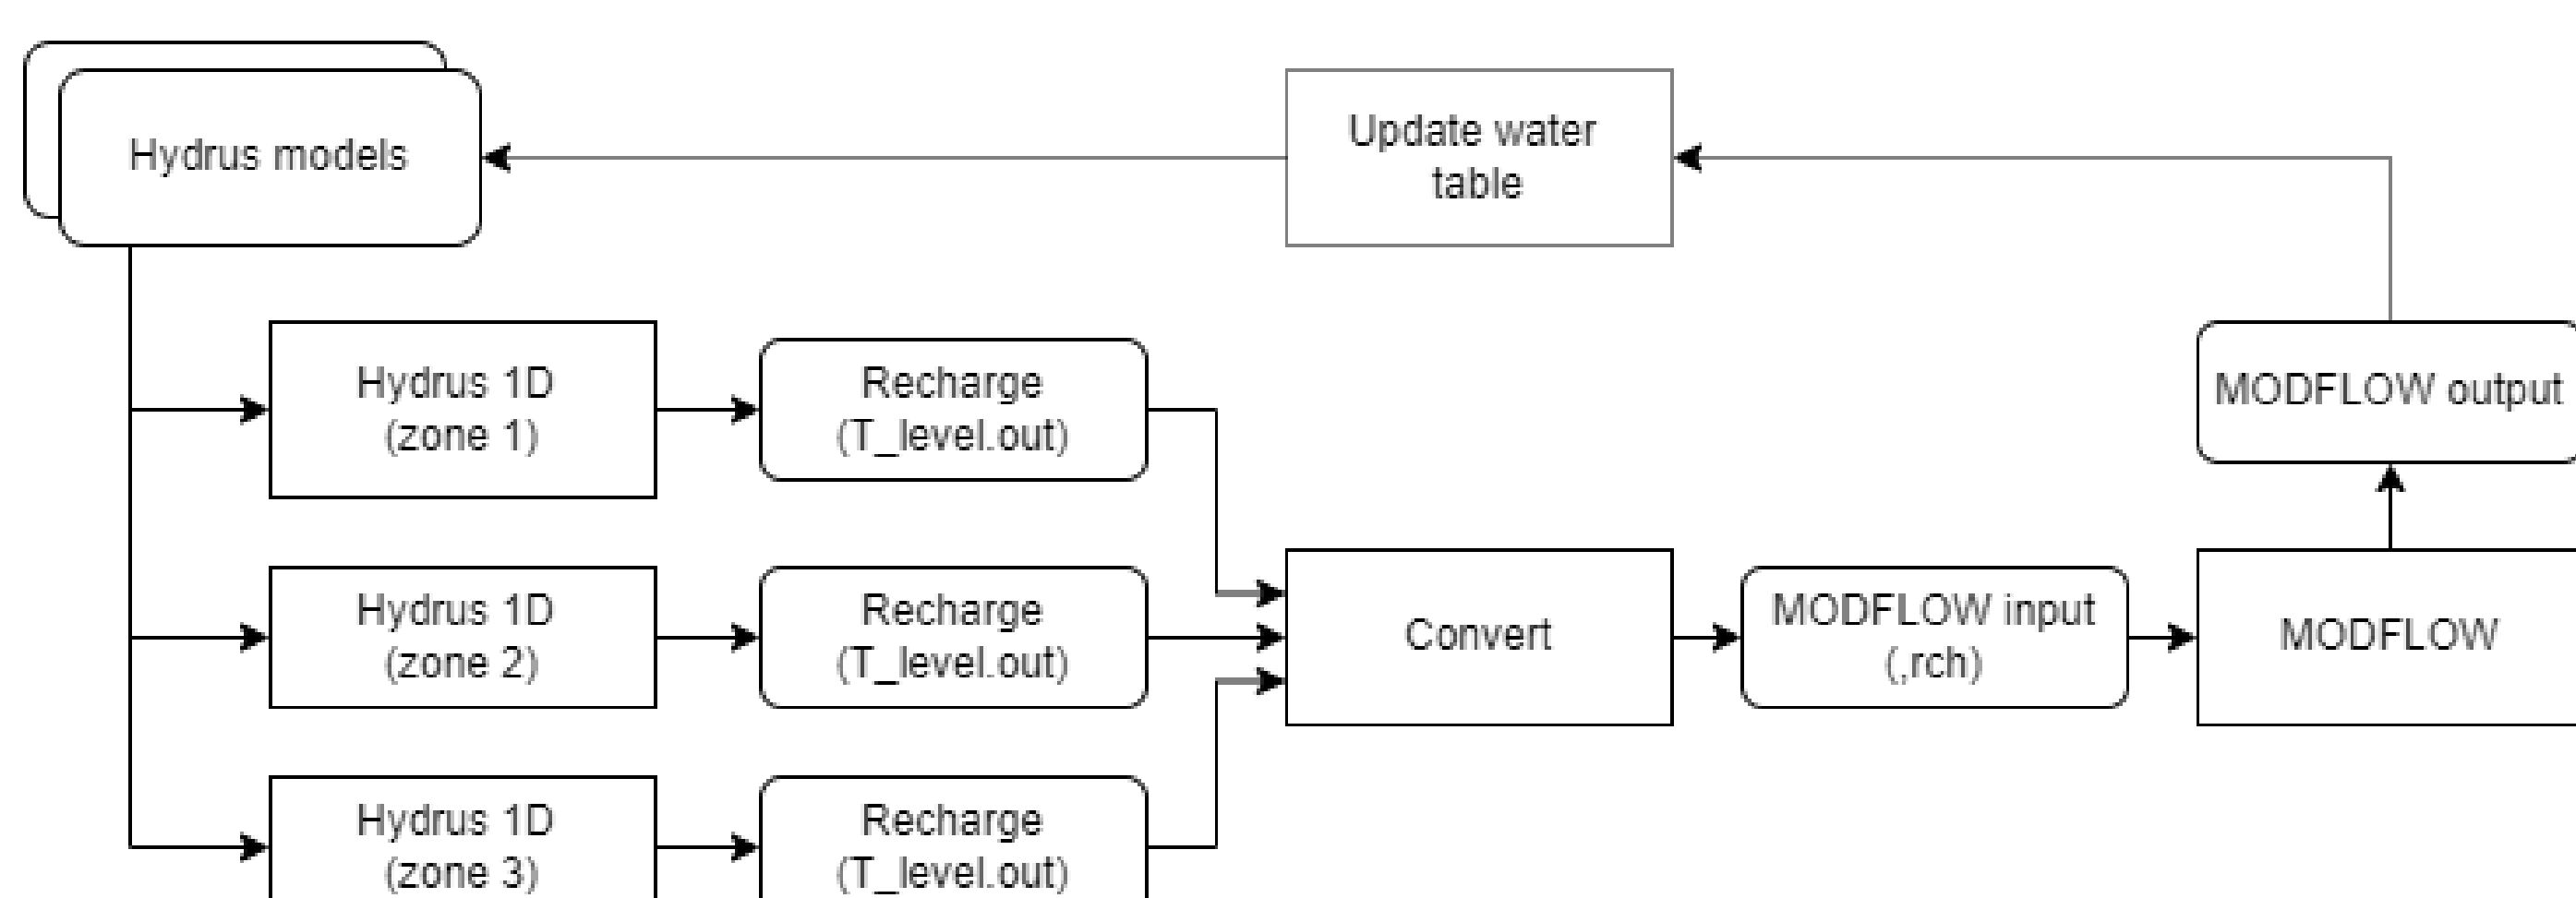 Hydrus models
Update water
table
Hydrus 1D
(zone 1)
Recharge
(T_level.out)
MODFLOW output
Hydrus 1D
(zone 2)
Recharge
(T_level.out)
Convert
MODFLOW input
(,rch)
MODFLOW
Hydrus 1D
(zone 3)
Recharge
(T_level.out)